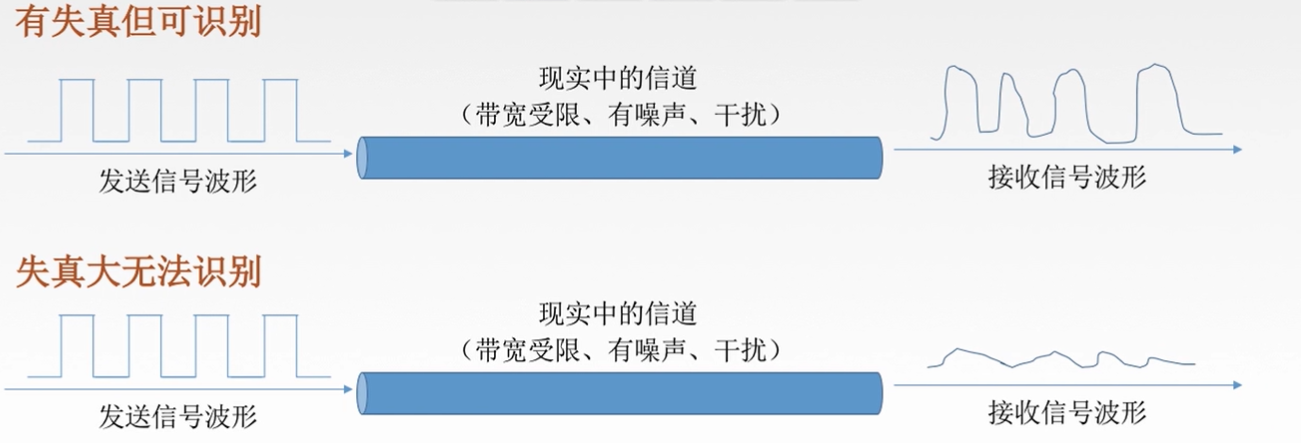 有失真但可识别
现实中的信道
（带宽受限、有噪声、干扰）
发送信号波形
接收信号波形
失真大无法识别
现实中的信道
（带宽受限、有噪声、干扰）
发送信号波形
接收信号波形